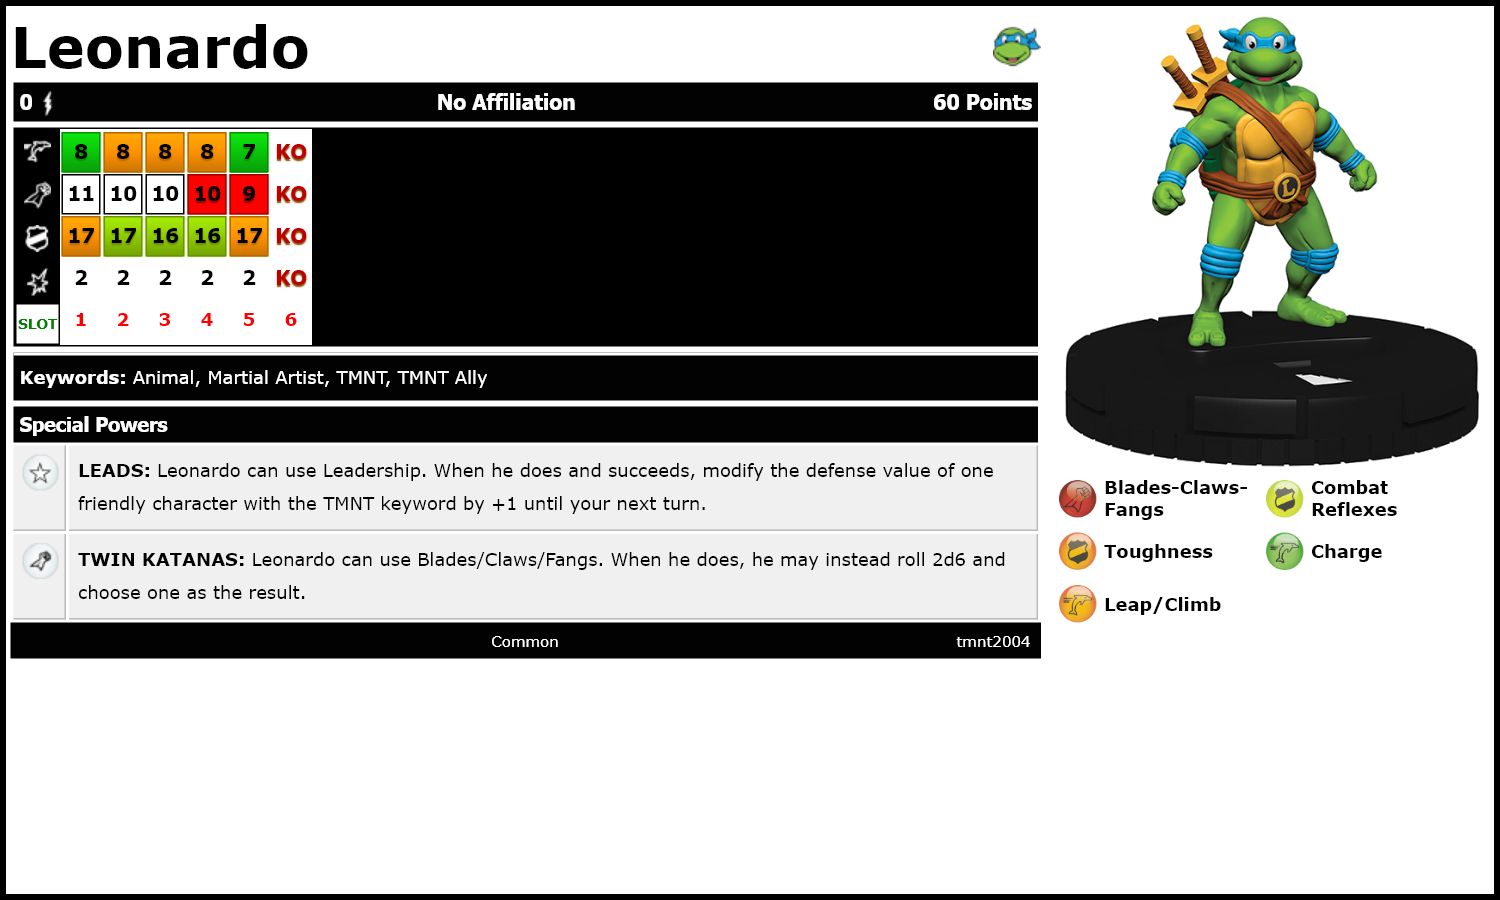 Leonardo
0 No Affiliation 60 Points
8 8 8 8 7 KO
11 10 10 10 9 KO
17 17 16 16 17 KO
2 2 2 2 2 KO
SLOT 1 2 3 4 5 6
Keywords: Animal, Martial Artist, TMNT, TMNT Ally
Special Powers
LEADS: Leonardo can use Leadership. When he does and succeeds, modify the defense value of one
friendly character with the TMNT keyword by +1 until your next turn.
TWIN KATANAS: Leonardo can use Blades/Claws/Fangs. When he does, he may instead roll 2d6 and
choose one as the result.
Common tmnt2004
L
Blades-Claws-
Fangs
Combat
Reflexes
Toughness
Charge
Leap/Climb